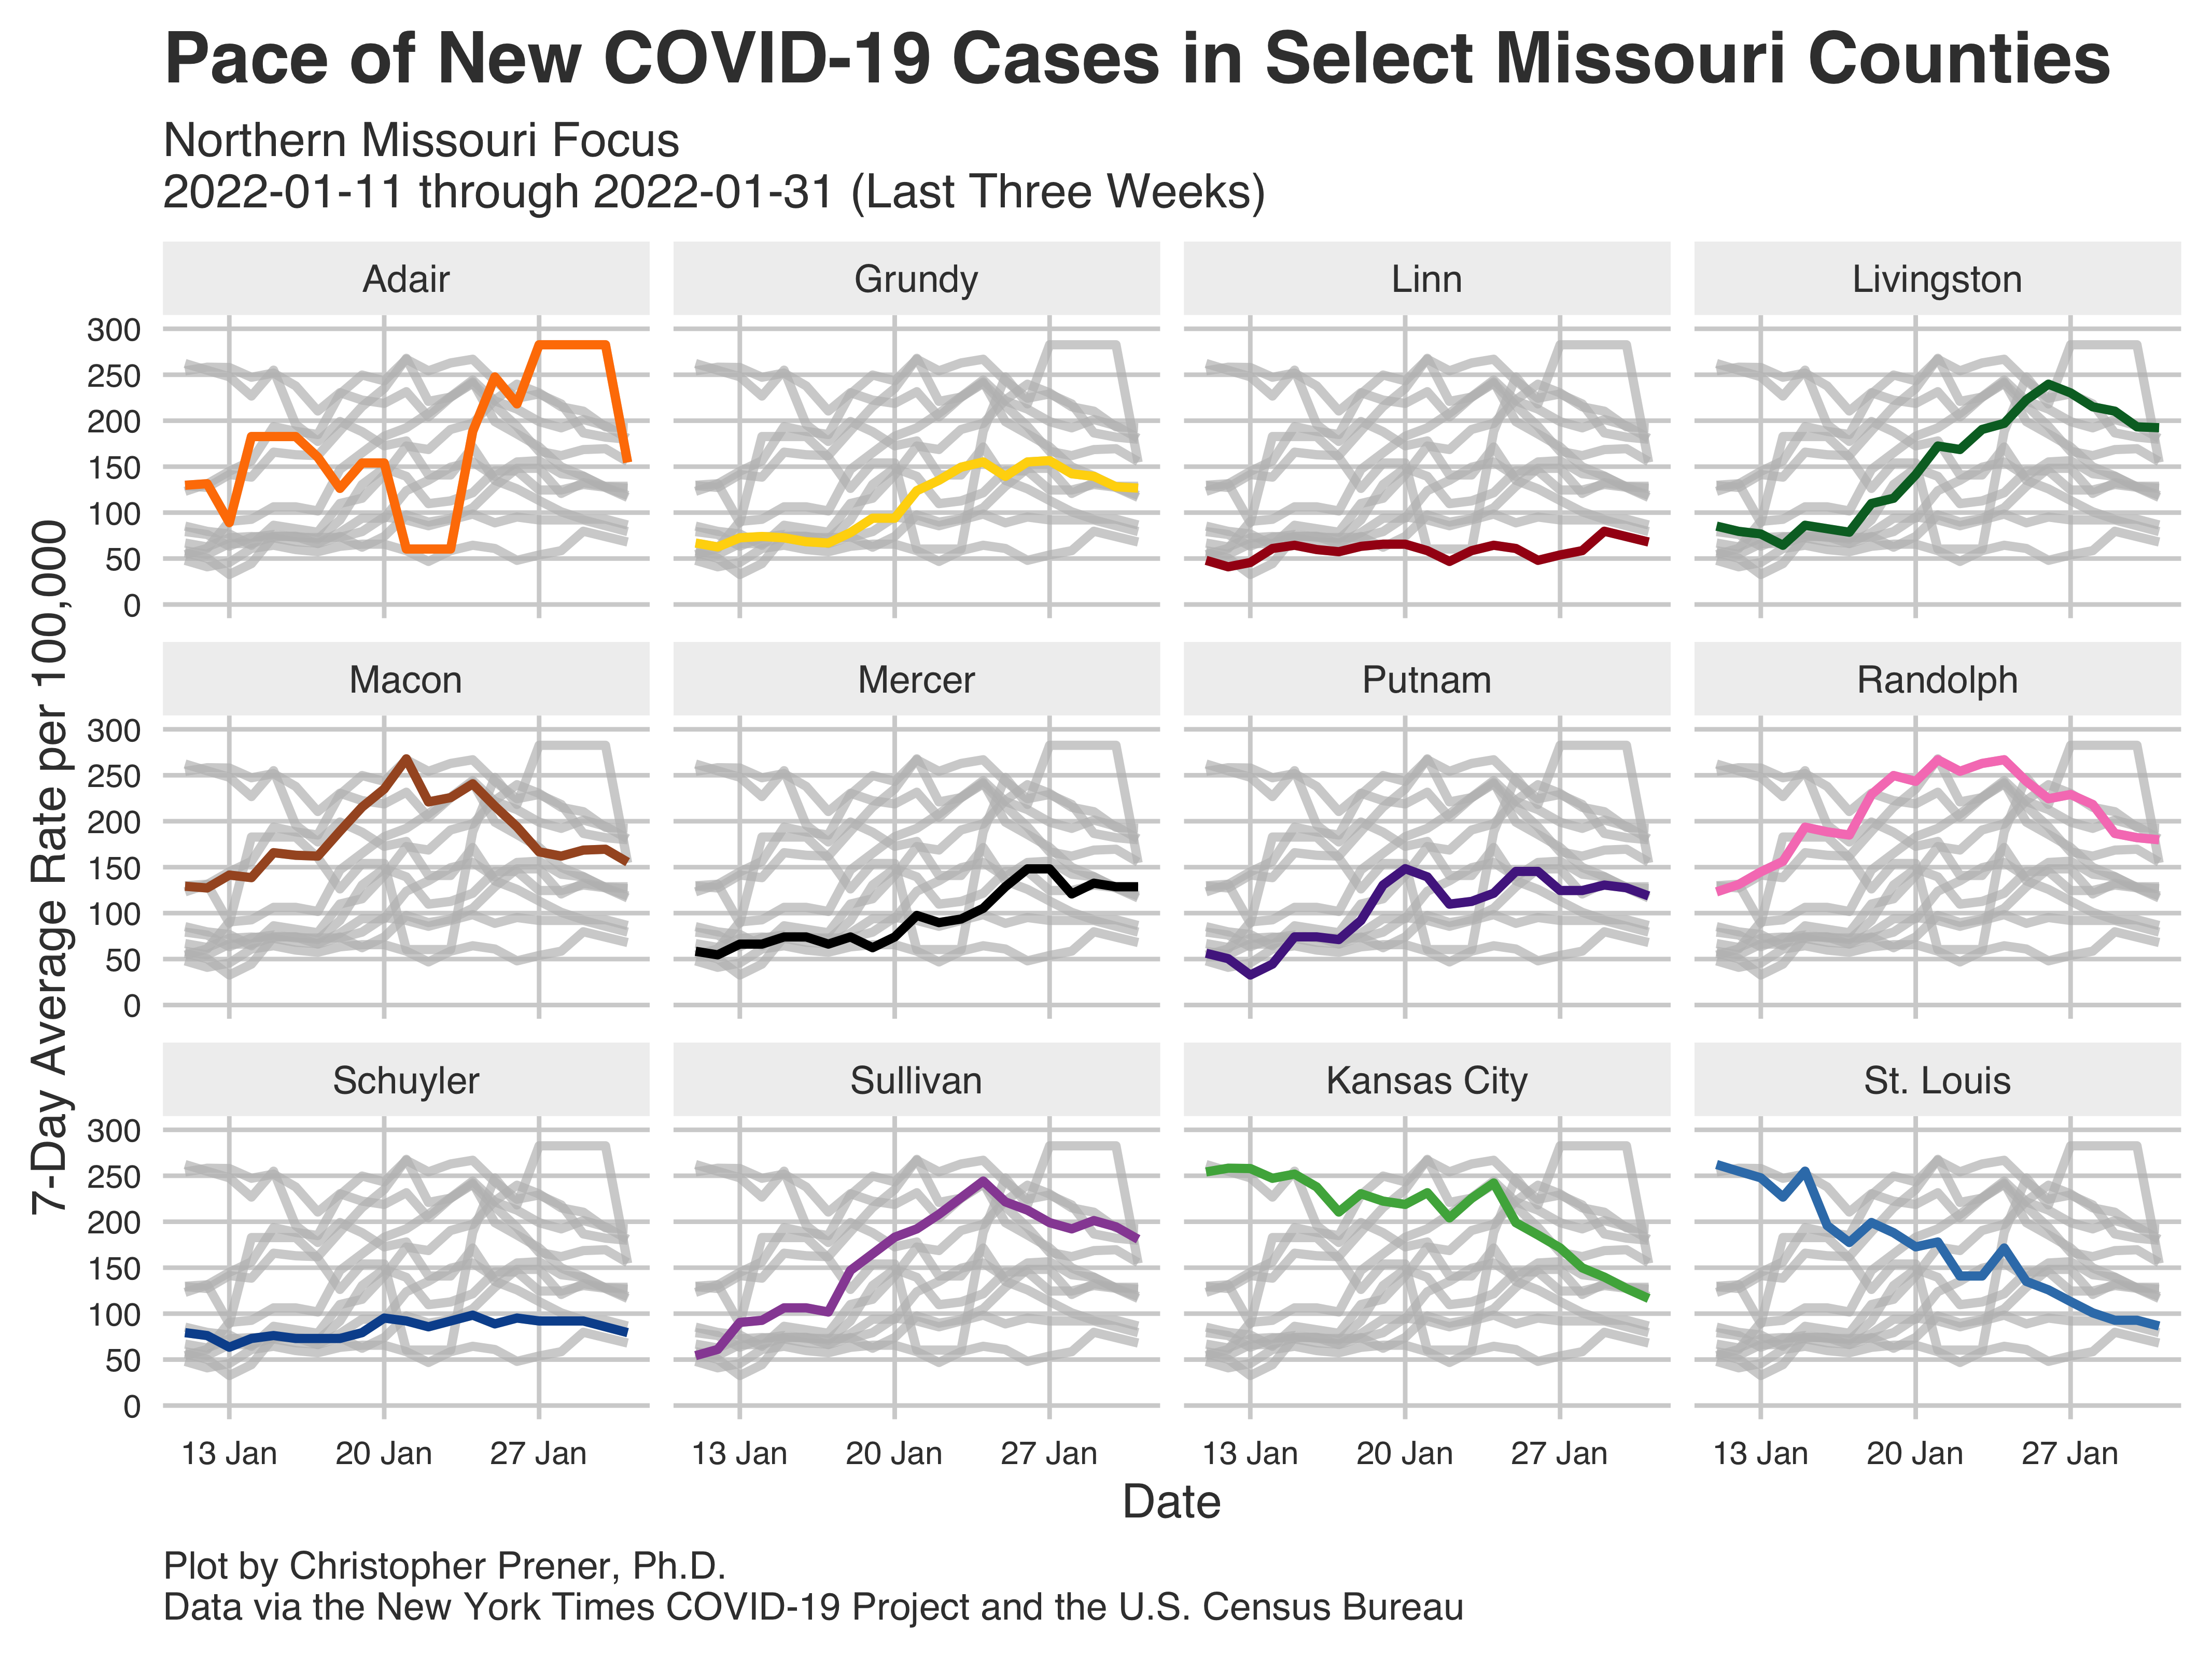 Pace of New COVID-19 Cases in Select Missouri Counties
Northern Missouri Focus
2022-01-11 through 2022-01-31 (Last Three Weeks)
Adair
Grundy
Linn
Livingston
300
250
200
150
100
50
0
Macon
Mercer
Putnam
Randolph
300
250
200
150
100
50
0
Schuyler
Sullivan
Kansas City
St. Louis
300
250
200
150
100
50
0
7-Day Average Rate per 100,000
13 Jan 20 Jan 27 Jan
13 Jan 20 Jan 27 Jan
13 Jan 20 Jan 27 Jan
13 Jan 20 Jan 27 Jan
Date
Plot by Christopher Prener, Ph.D.
Data via the New York Times COVID-19 Project and the U.S. Census Bureau